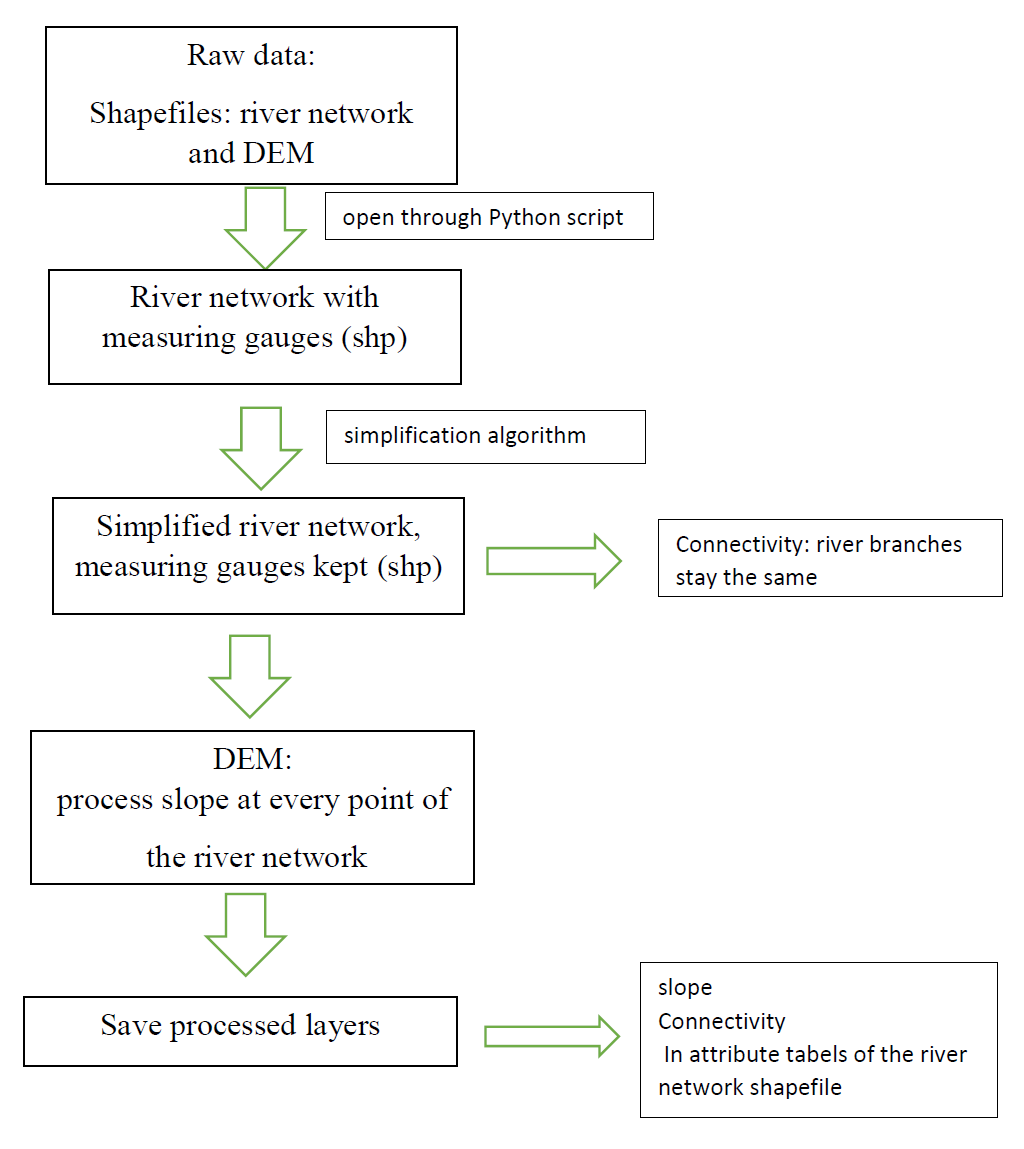 Raw data:
Shapefiles: river network
and DEM
open through Python script
River network with
measuring gauges (shp)
simplification algorithm
Simplified river network,
measuring gauges kept (shp)
Connectivity: river branches
stay the same
DEM:
process slope at every point of
the river network
Save processed layers
slope
Connectivity
In attribute tabels of the river
network shapefile